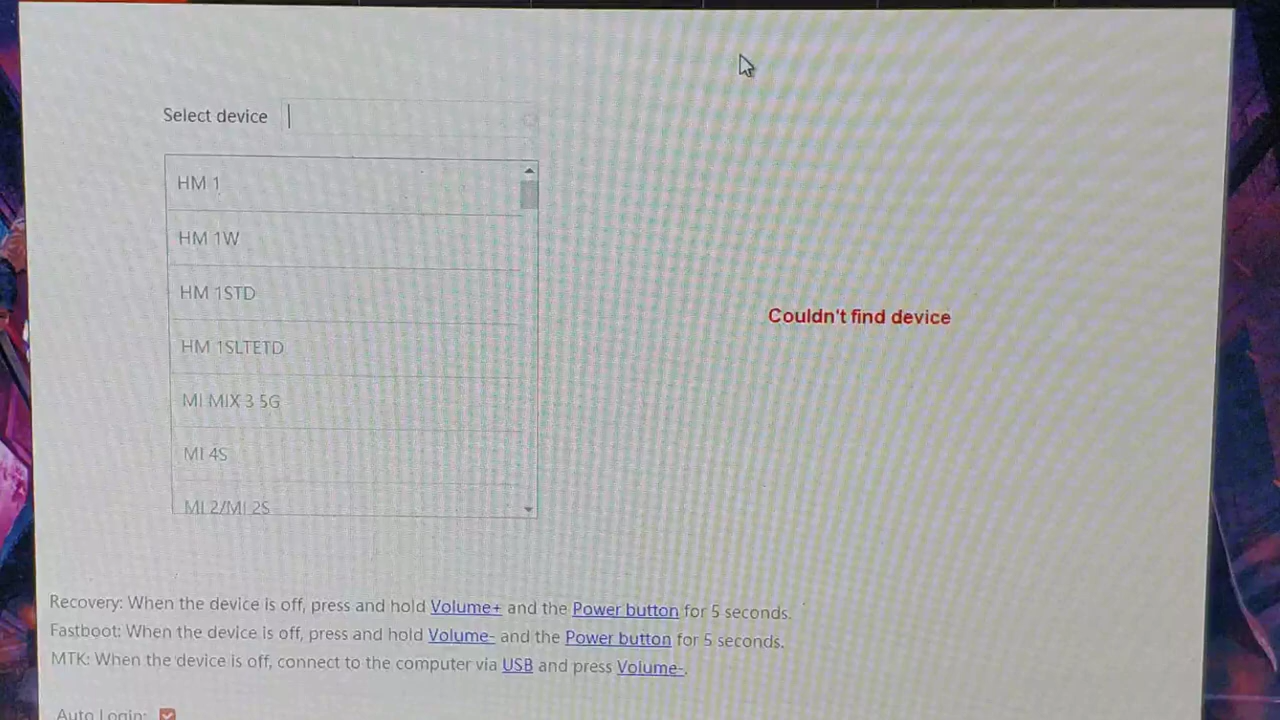 Select device
HM 1
HM 1W
HM 1STD
HM 1SLTETD
MI MIX 3 5G
MI 4S
MI 2/MI 2S
Couldn't find device
Recovery: When the device is off, press and hold Volume+ and the Power button for 5 seconds.
Fastboot: When the device is off, press and hold Volume- and the Power button for 5 seconds.
MTK: When the device is off, connect to the computer via USB and press Volume-.
Auto Login: